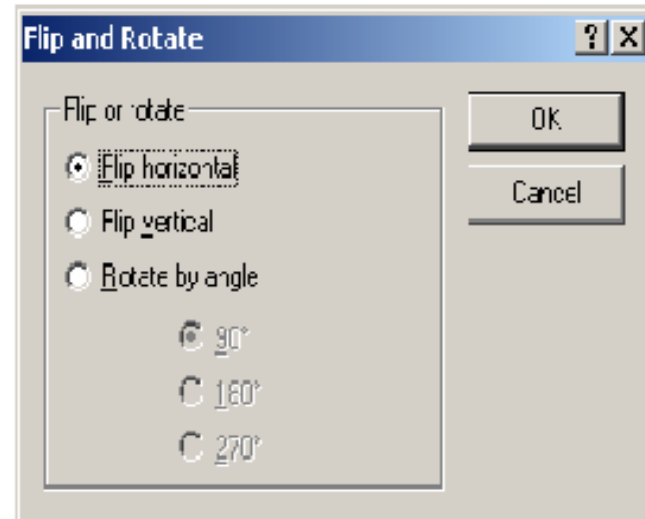 Flip and Rotate
Flip or rotate
OK
Flip horizontal
Cancel
Flip vertical
Rotate by angle
90°
180°
270°